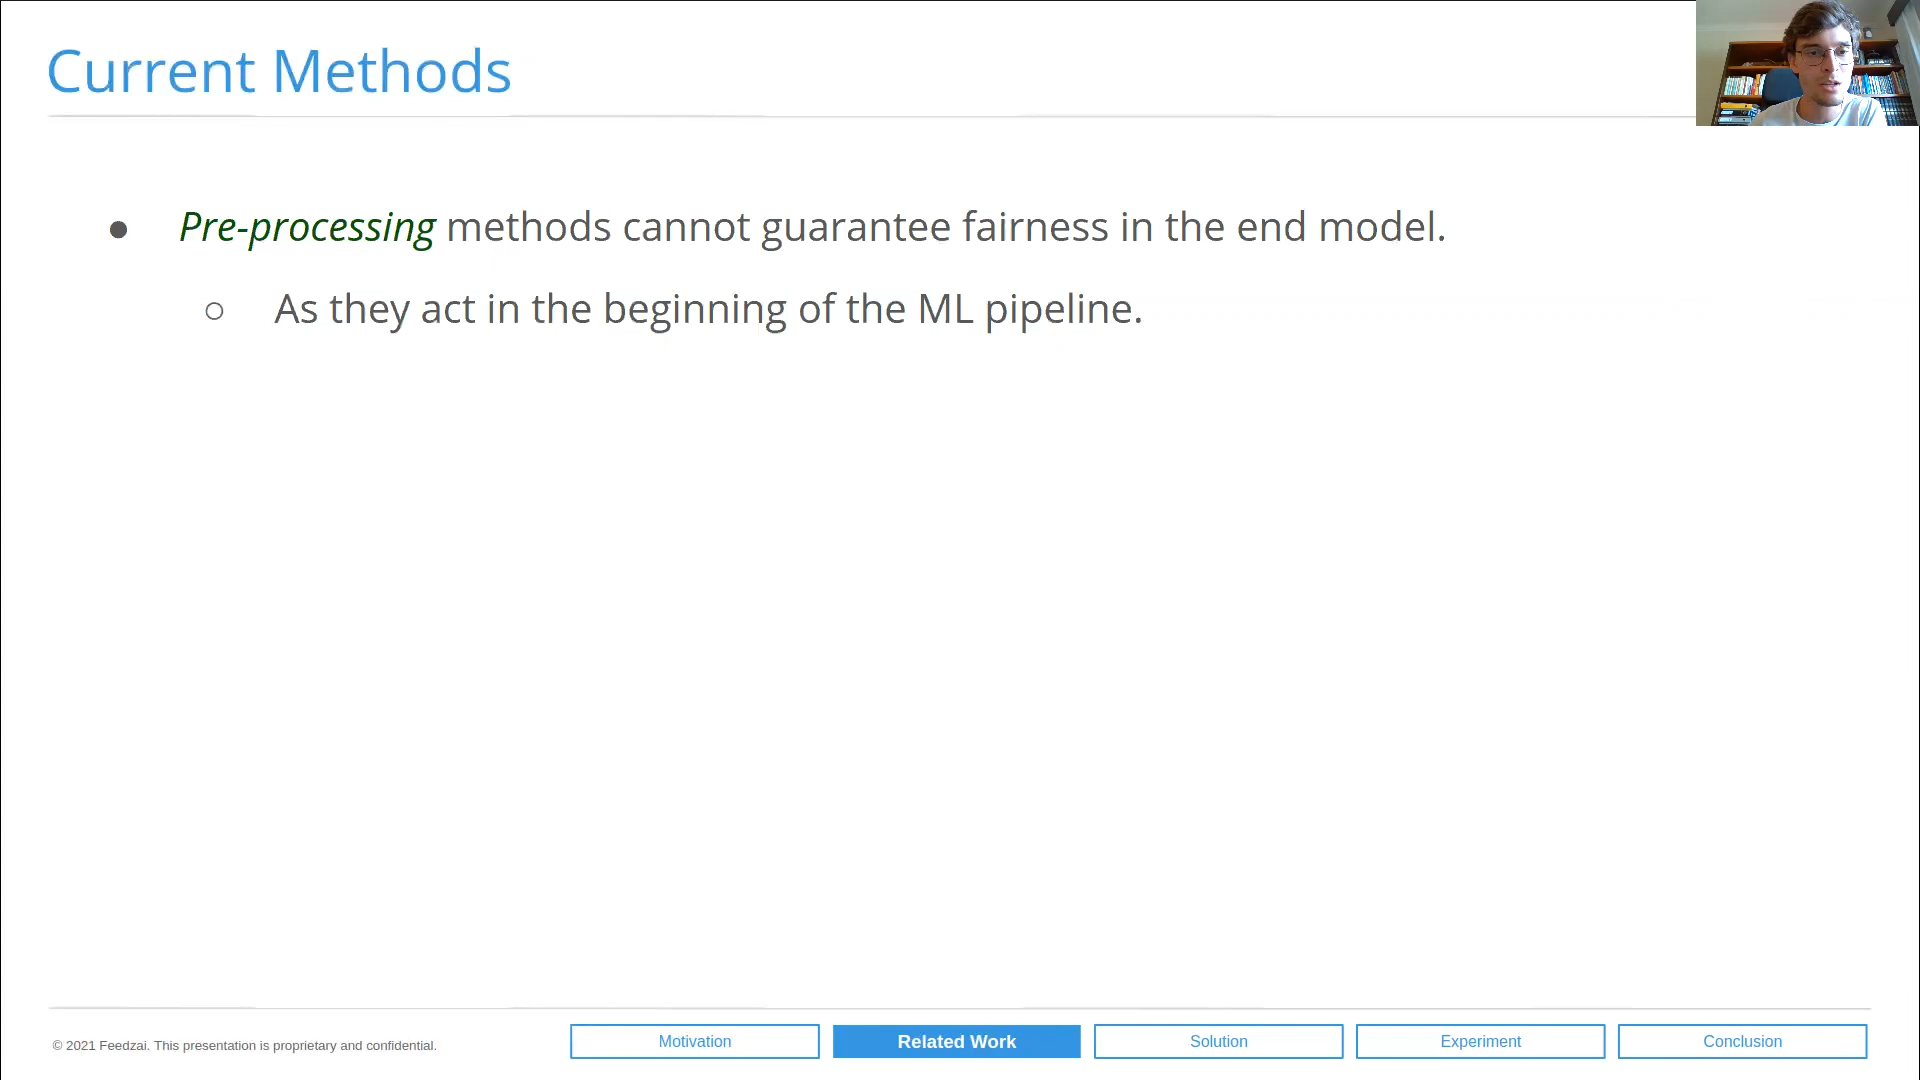 Current Methods
● Pre-processing methods cannot guarantee fairness in the end model.
○ As they act in the beginning of the ML pipeline.
© 2021 Feedzai. This presentation is proprietary and confidential.
Motivation
Related Work
Solution
Experiment
Conclusion